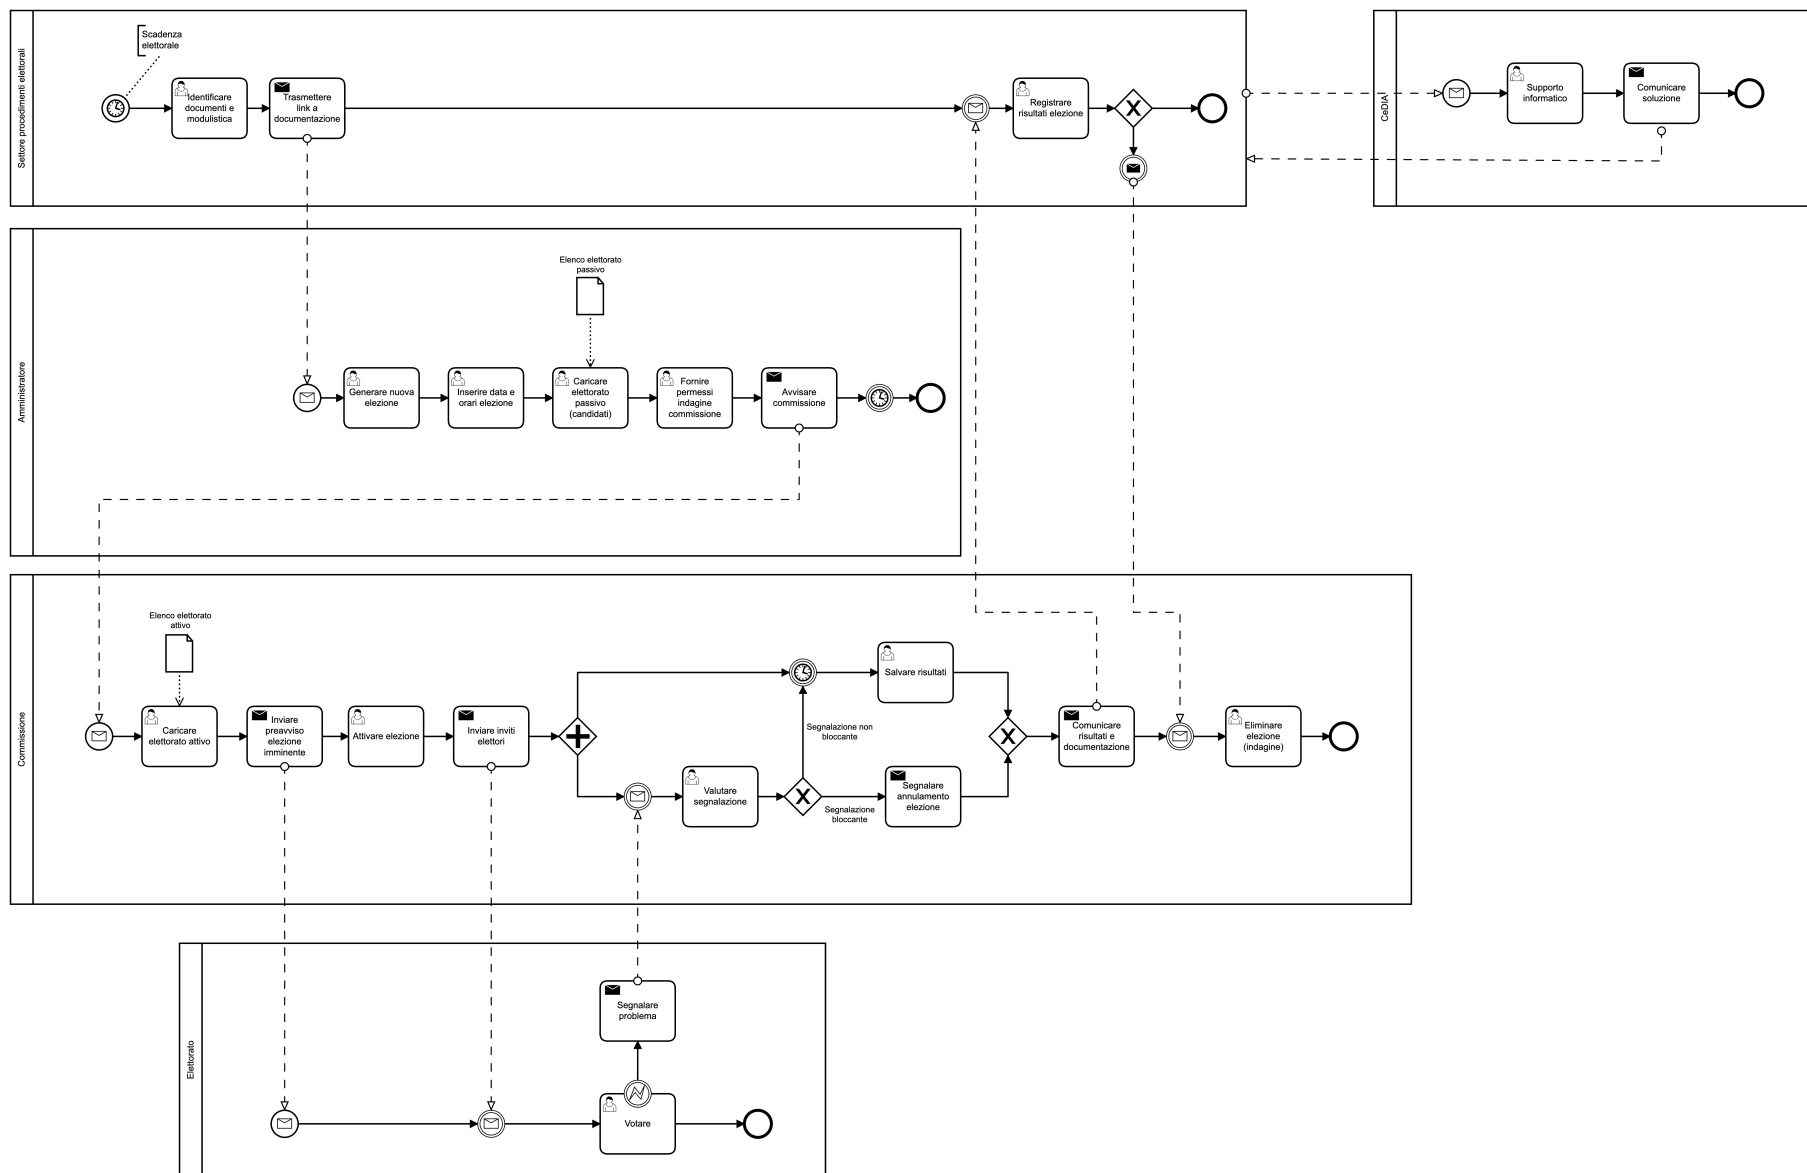 Settore procedimenti elettorali
Scadenza
elettorale
Identificare
documenti e
modulistica
Trasmettere
link a
documentazione
Registrare
risultati elezione
CeDIA
Supporto
informatico
Comunicare
soluzione
Amministratore
Elenco elettorato
passivo
Generare nuova
elezione
Inserire data e
orari elezione
Caricare
elettorato
passivo
(candidati)
Fornire
permessi
indagine
commissione
Avvisare
commissione
Commissione
Elenco elettorato
attivo
Caricare
elettorato attivo
Inviare
preavviso
elezione
imminente
Attivare elezione
Inviare inviti
elettori
Salvare risultati
Segnalazione non
bloccante
Valutare
segnalazione
Segnalazione
bloccante
Segnalare
annulamento
elezione
Comunicare
risultati e
documentazione
Eliminare
elezione
(indagine)
Elettorato
Segnalare
problema
Votare